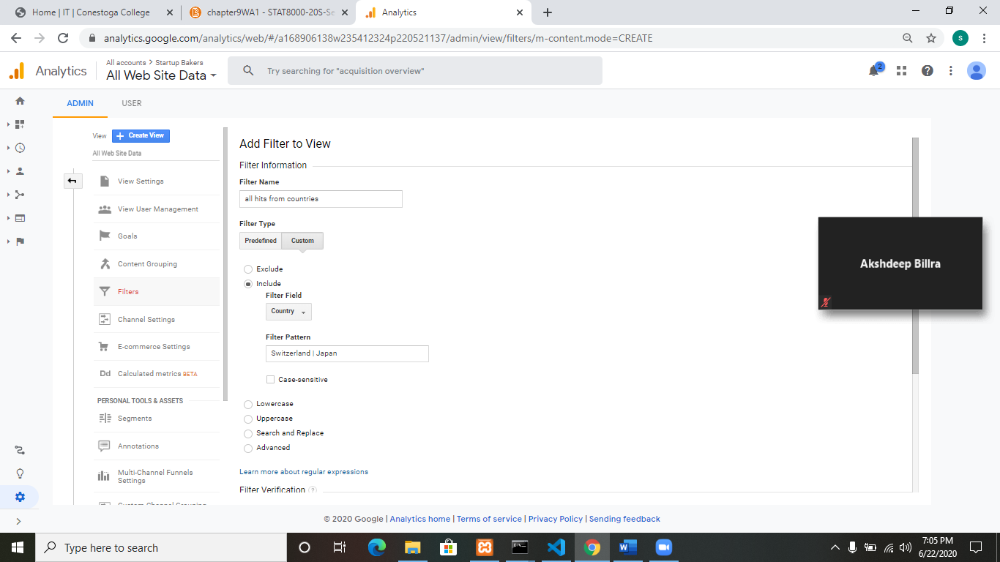 Home | IT | Conestoga College
chapter9WA1 - STAT8000-20S-Se
Analytics
analytics.google.com/analytics/web/#/a168906138w235412324p220521137/admin/view/filters/m-content.mode=CREATE
S
Analytics
All accounts > Startup Bakers
All Web Site Data
Try searching for "acquisition overview"
2
ADMIN
USER
View
Create View
All Web Site Data
View Settings
View User Management
Goals
Content Grouping
Filters
Channel Settings
E-commerce Settings
Dd Calculated metrics BETA
PERSONAL TOOLS & ASSETS
Segments
Annotations
Multi-Channel Funnels
Settings
Custom Channel Grouping
Add Filter to View
Filter Information
Filter Name
all hits from countries
Filter Type
Predefined
Custom
Exclude
Include
Filter Field
Country
Filter Pattern
Switzerland | Japan
Case-sensitive
Lowercase
Uppercase
Search and Replace
Advanced
Learn more about regular expressions
Filter Verification ?
Akshdeep Billra
© 2020 Google | Analytics home | Terms of service | Privacy Policy | Sending feedback
Type here to search
7:05 PM
6/22/2020